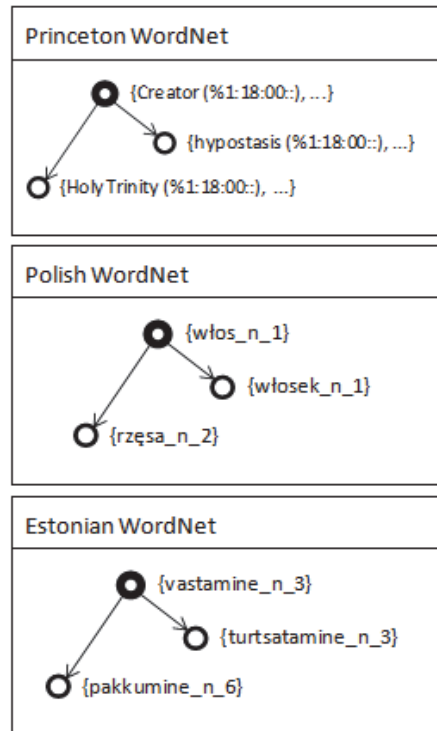 Princeton WordNet
{Creator (%1:18:00::), ...}
{hypostasis (%1:18:00::), ...}
{Holy Trinity (%1:18:00::), ...}
Polish WordNet
{włos_n_1}
{włosek_n_1}
{rzęsa_n_2}
Estonian WordNet
{vastamine_n_3}
{turtsatamine_n_3}
{pakkumine_n_6}